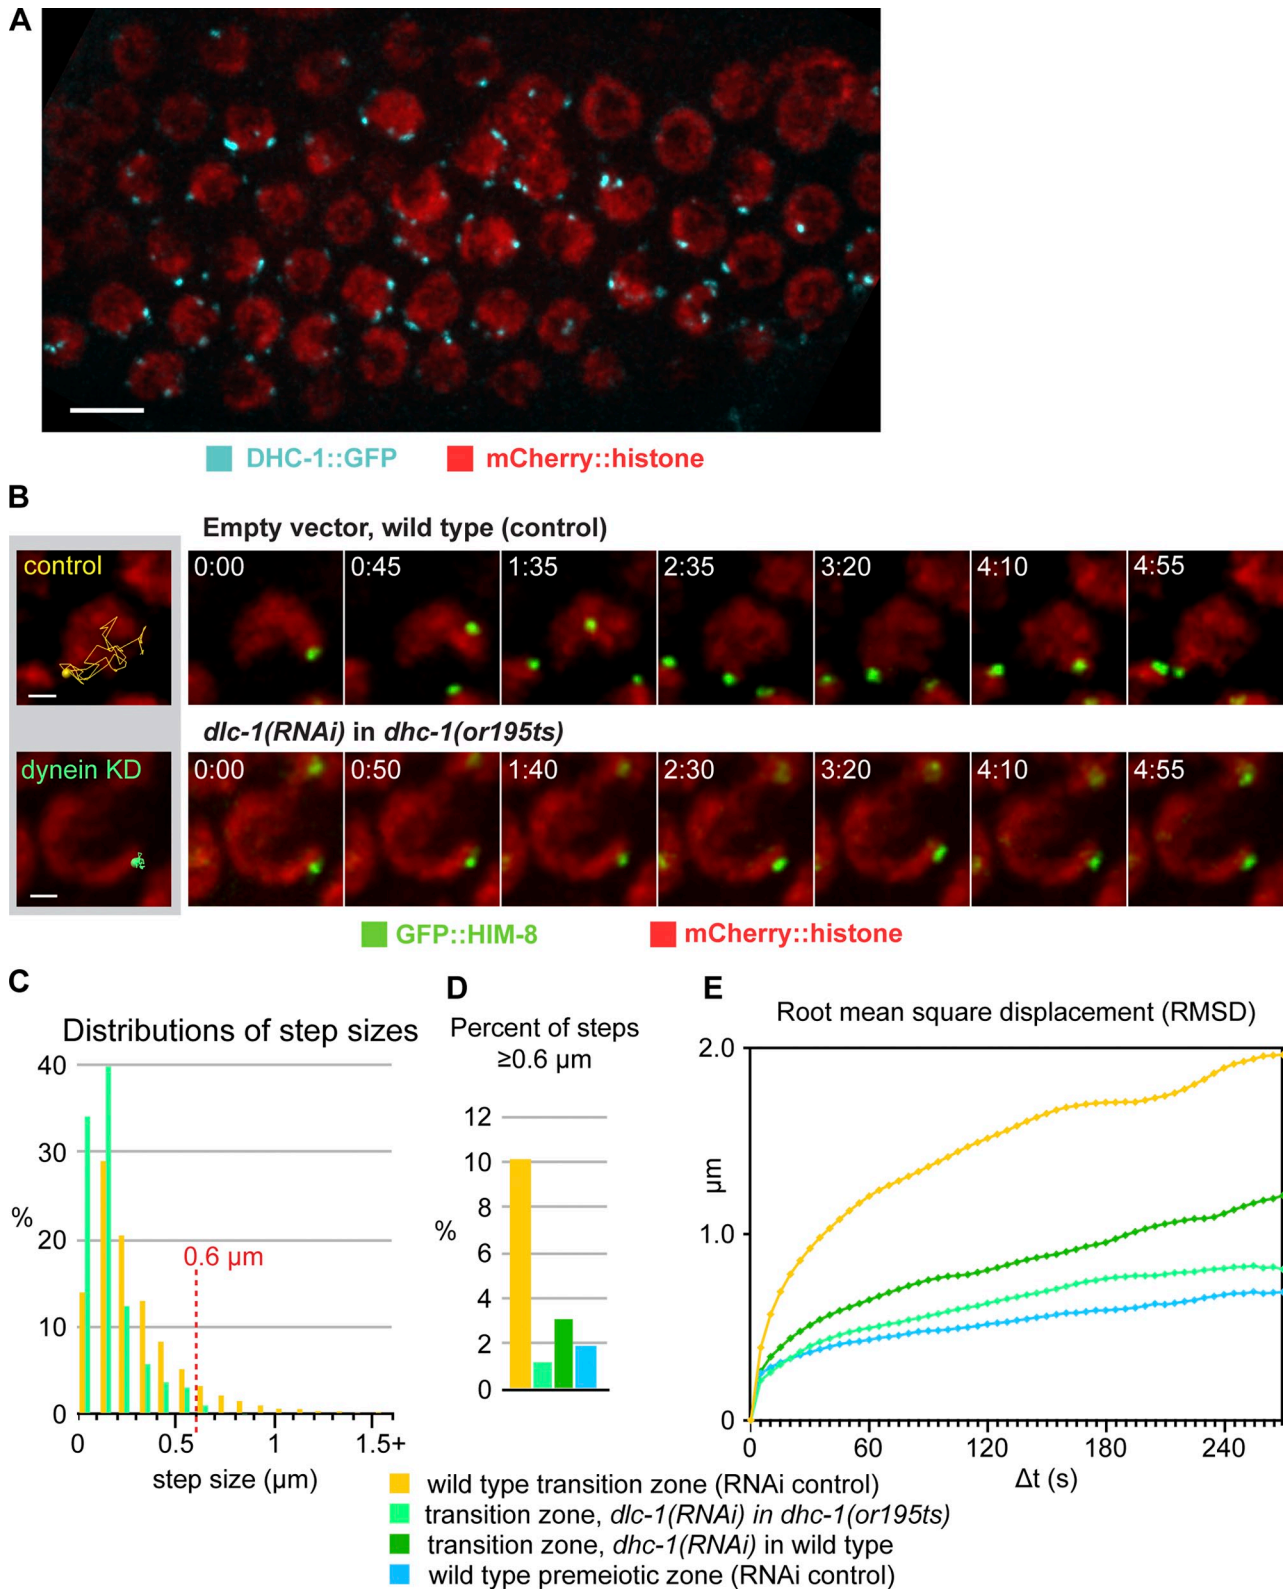 A
DHC-1::GFP mCherry::histone
B
Empty vector, wild type (control)
control 0:00 0:45 1:35 2:35 3:20 4:10 4:55
dlc-1(RNAi) in dhc-1(or195ts)
dynein KD 0:00 0:50 1:40 2:30 3:20 4:10 4:55
GFP::HIM-8 mCherry::histone
C
Distributions of step sizes
40
30
20
10
0
%
0.6 µm
0 0.5 1 1.5+
step size (µm)
D
Percent of steps
≥0.6 µm
12
10
8
6
4
2
0
%
E
Root mean square displacement (RMSD)
2.0
1.0
0
µm
0 60 120 180 240
Δt (s)
wild type transition zone (RNAi control)
transition zone, dlc-1(RNAi) in dhc-1(or195ts)
transition zone, dhc-1(RNAi) in wild type
wild type premeiotic zone (RNAi control)